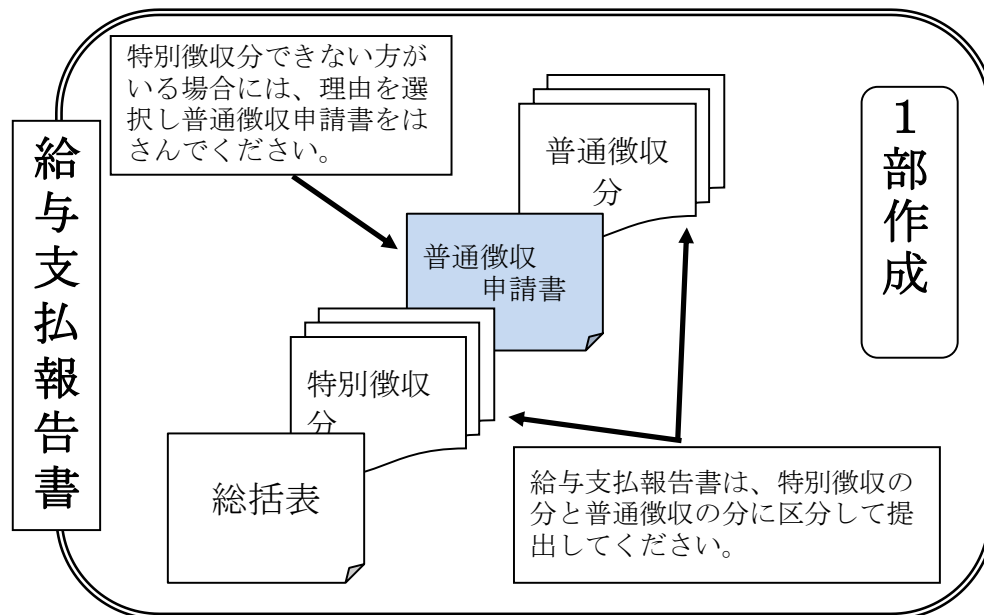 給与支払報告書
特別徴収分できない方が
いる場合には、理由を選
択し普通徴収申請書をは
さんでください。
普通徴収
分
1部作成
普通徴収
申請書
特別徴収
分
総括表
給与支払報告書は、特別徴収の
分と普通徴収の分に区分して提
出してください。